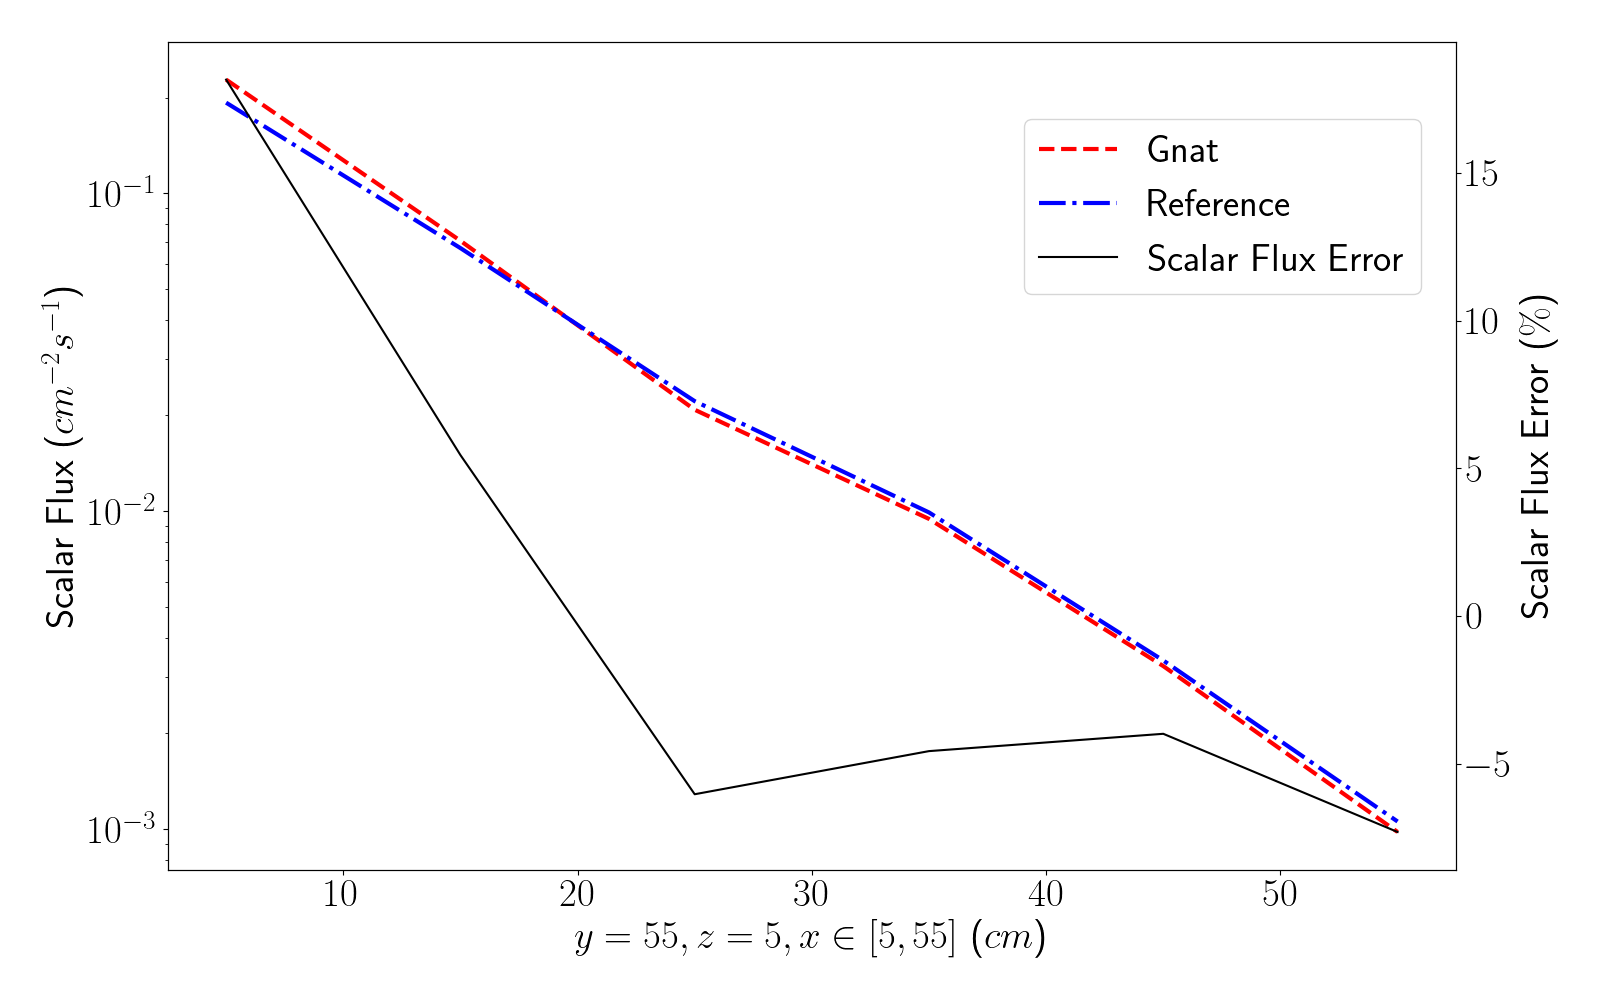 Gnat
Reference
Scalar Flux Error
10⁻¹
10⁻²
10⁻³
Scalar Flux (cm⁻²s⁻¹)
15
10
5
0
−5
Scalar Flux Error (%)
10 20 30 40 50
y = 55, z = 5, x ∈ [5, 55] (cm)